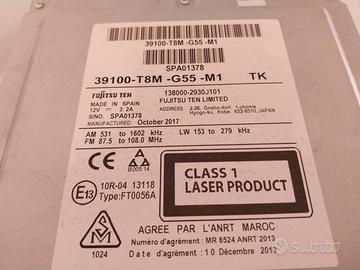 39100-T8M -G55 -M1
SPA01378
39100-T8M -G55 -M1 TK
FUJITSU TEN 138000-2930J101
MADE IN SPAIN FUJITSU TEN LIMITED
12V ⎓ 3.2A ADDRESS 2-28, Gosho-dori 1-chome
S/NO. SPA01378 Hyogo-ku, Kobe 652-8510, JAPAN
MANUFACTURED October 2017
AM 531 to 1602 kHz LW 153 to 279 kHz
FM 87.5 to 108.0 MHz
CE
E13
10R-04 13118
Type:FT0056A
CLASS 1
LASER PRODUCT
1024
AGREE PAR L'ANRT MAROC
Numéro d'agrément: MR 8524 ANRT 2013
Date d'agrément: 10 Décembre 2013
subito